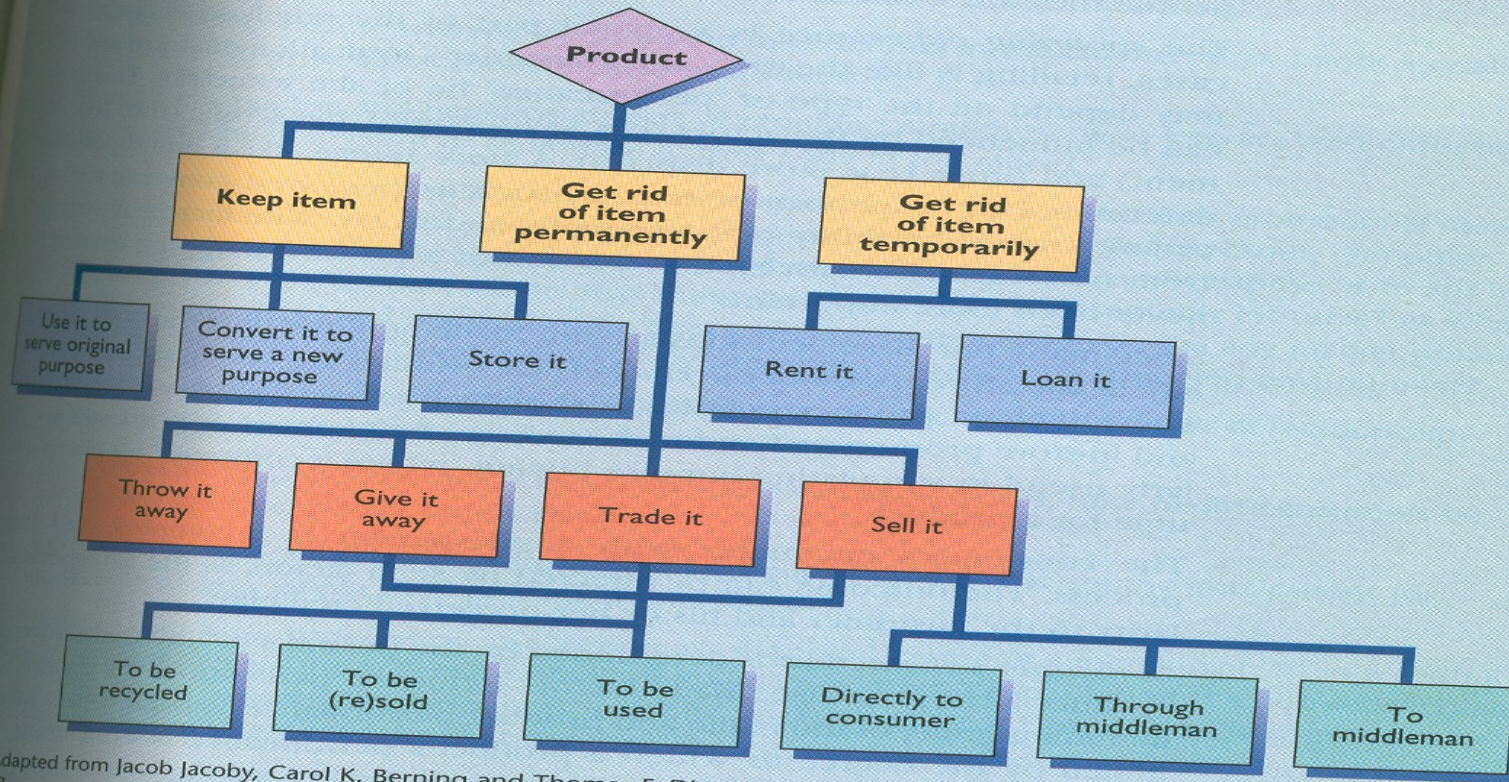 Product
Keep item
Get rid
of item
permanently
Get rid
of item
temporarily
Use it to
serve original
purpose
Convert it to
serve a new
purpose
Store it
Rent it
Loan it
Throw it
away
Give it
away
Trade it
Sell it
To be
recycled
To be
(re)sold
To be
used
Directly to
consumer
Through
middleman
To
middleman
dapted from Jacob Jacoby, Carol K. Berning and